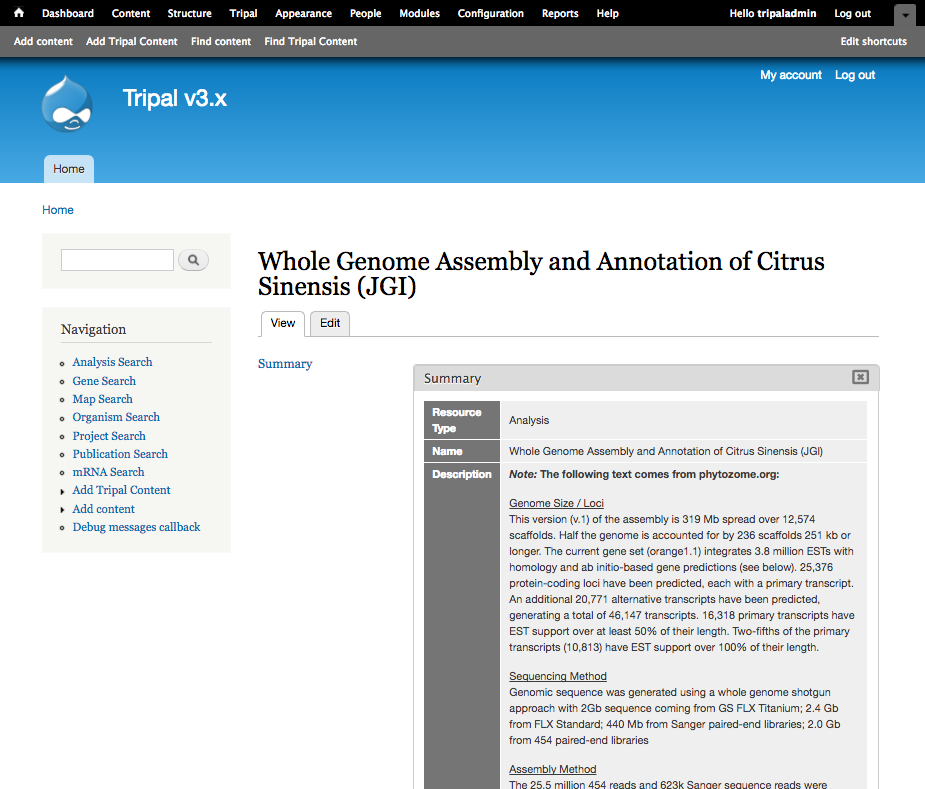 Dashboard Content Structure Tripal Appearance People Modules Configuration Reports Help Hello tripaladmin Log out
Add content Add Tripal Content Find content Find Tripal Content Edit shortcuts
My account Log out
Tripal v3.x
Home
Home
Whole Genome Assembly and Annotation of Citrus
Sinensis (JGI)
View Edit
Navigation
Analysis Search
Gene Search
Map Search
Organism Search
Project Search
Publication Search
mRNA Search
Add Tripal Content
Add content
Debug messages callback
Summary
Summary
Resource
Type
Analysis
Name
Whole Genome Assembly and Annotation of Citrus Sinensis (JGI)
Description
Note: The following text comes from phytozome.org:
Genome Size / Loci
This version (v.1) of the assembly is 319 Mb spread over 12,574
scaffolds. Half the genome is accounted for by 236 scaffolds 251 kb or
longer. The current gene set (orange1.1) integrates 3.8 million ESTs with
homology and ab initio-based gene predictions (see below). 25,376
protein-coding loci have been predicted, each with a primary transcript.
An additional 20,771 alternative transcripts have been predicted,
generating a total of 46,147 transcripts. 16,318 primary transcripts have
EST support over at least 50% of their length. Two-fifths of the primary
transcripts (10,813) have EST support over 100% of their length.
Sequencing Method
Genomic sequence was generated using a whole genome shotgun
approach with 2Gb sequence coming from GS FLX Titanium; 2.4 Gb
from FLX Standard; 440 Mb from Sanger paired-end libraries; 2.0 Gb
from 454 paired-end libraries
Assembly Method
The 25.5 million 454 reads and 623k Sanger sequence reads were